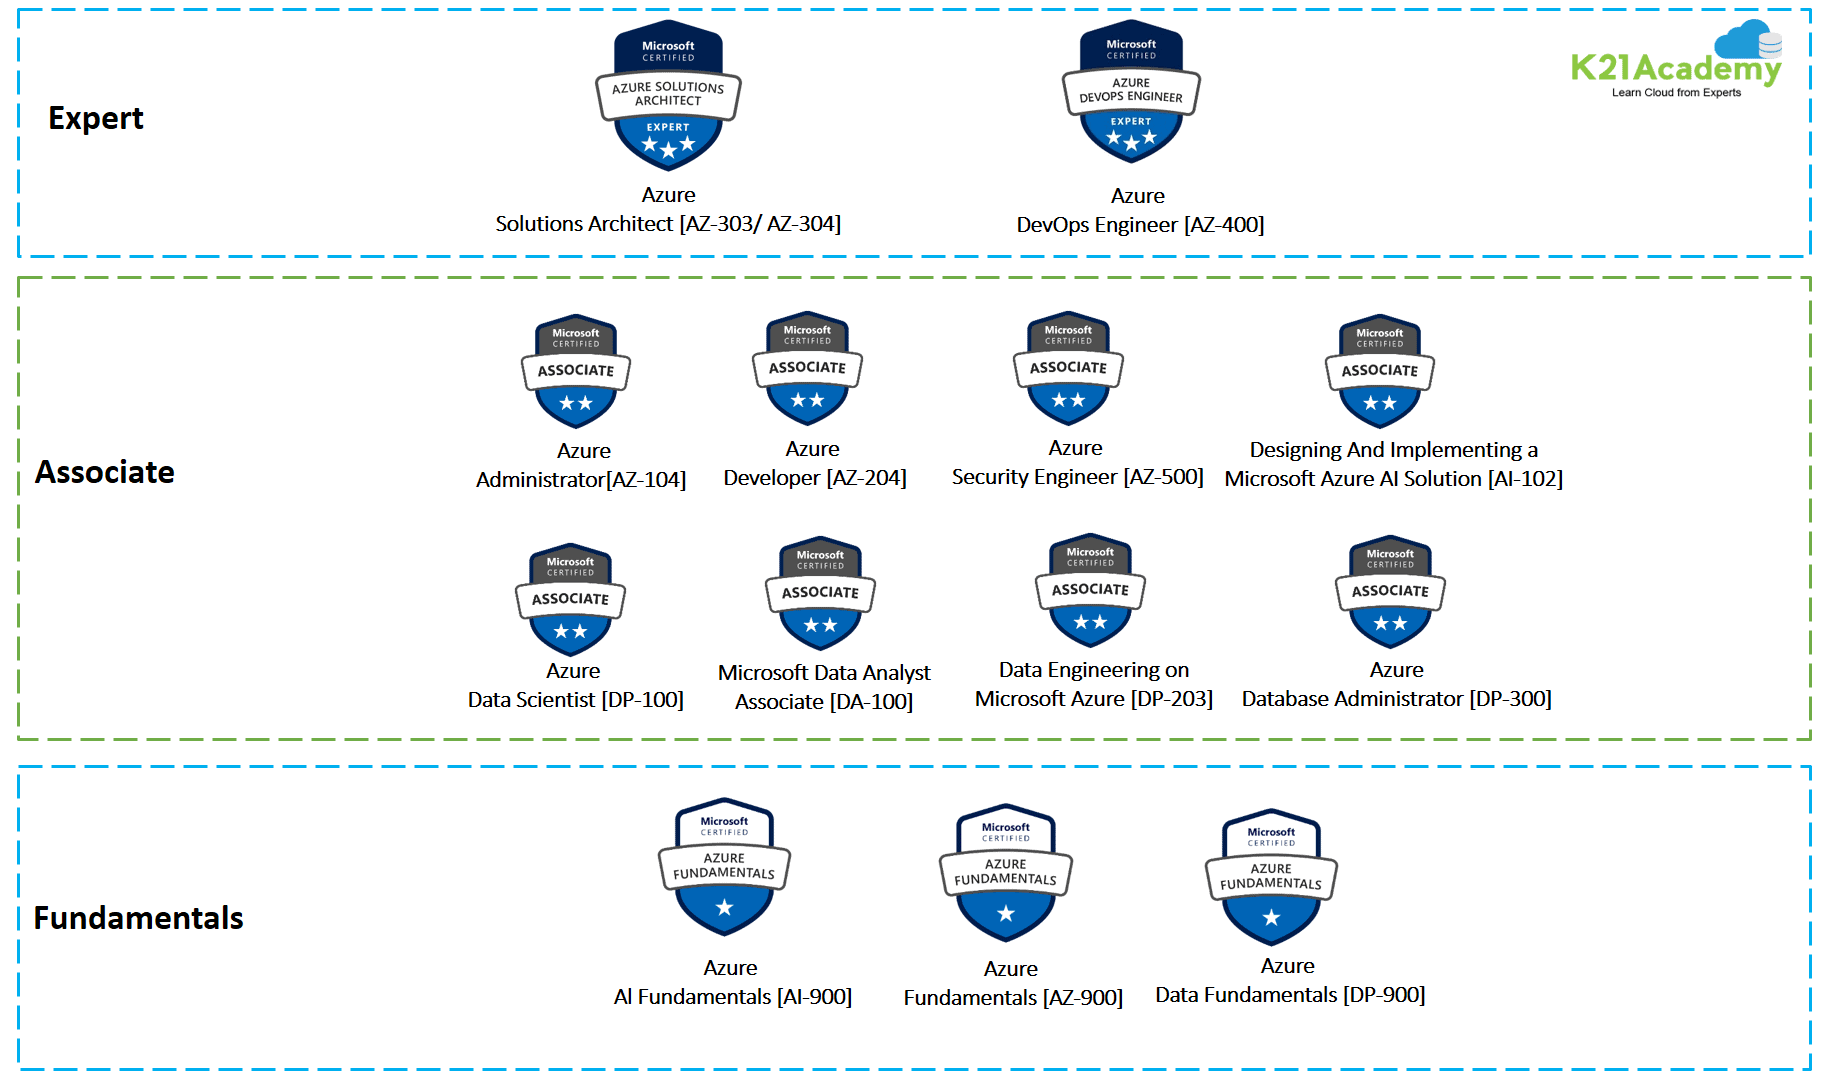 Expert
Microsoft
CERTIFIED
AZURE SOLUTIONS
ARCHITECT
EXPERT
Azure
Solutions Architect [AZ-303/ AZ-304]
Microsoft
CERTIFIED
AZURE
DEVOPS ENGINEER
EXPERT
Azure
DevOps Engineer [AZ-400]
K21Academy
Learn Cloud from Experts
Associate
Microsoft
CERTIFIED
ASSOCIATE
Azure
Administrator[AZ-104]
Microsoft
CERTIFIED
ASSOCIATE
Azure
Developer [AZ-204]
Microsoft
CERTIFIED
ASSOCIATE
Azure
Security Engineer [AZ-500]
Microsoft
CERTIFIED
ASSOCIATE
Designing And Implementing a
Microsoft Azure AI Solution [AI-102]
Microsoft
CERTIFIED
ASSOCIATE
Azure
Data Scientist [DP-100]
Microsoft
CERTIFIED
ASSOCIATE
Microsoft Data Analyst
Associate [DA-100]
Microsoft
CERTIFIED
ASSOCIATE
Data Engineering on
Microsoft Azure [DP-203]
Microsoft
CERTIFIED
ASSOCIATE
Azure
Database Administrator [DP-300]
Fundamentals
Microsoft
CERTIFIED
AZURE
FUNDAMENTALS
Azure
AI Fundamentals [AI-900]
Microsoft
CERTIFIED
AZURE
FUNDAMENTALS
Azure
Fundamentals [AZ-900]
Microsoft
CERTIFIED
AZURE
FUNDAMENTALS
Azure
Data Fundamentals [DP-900]